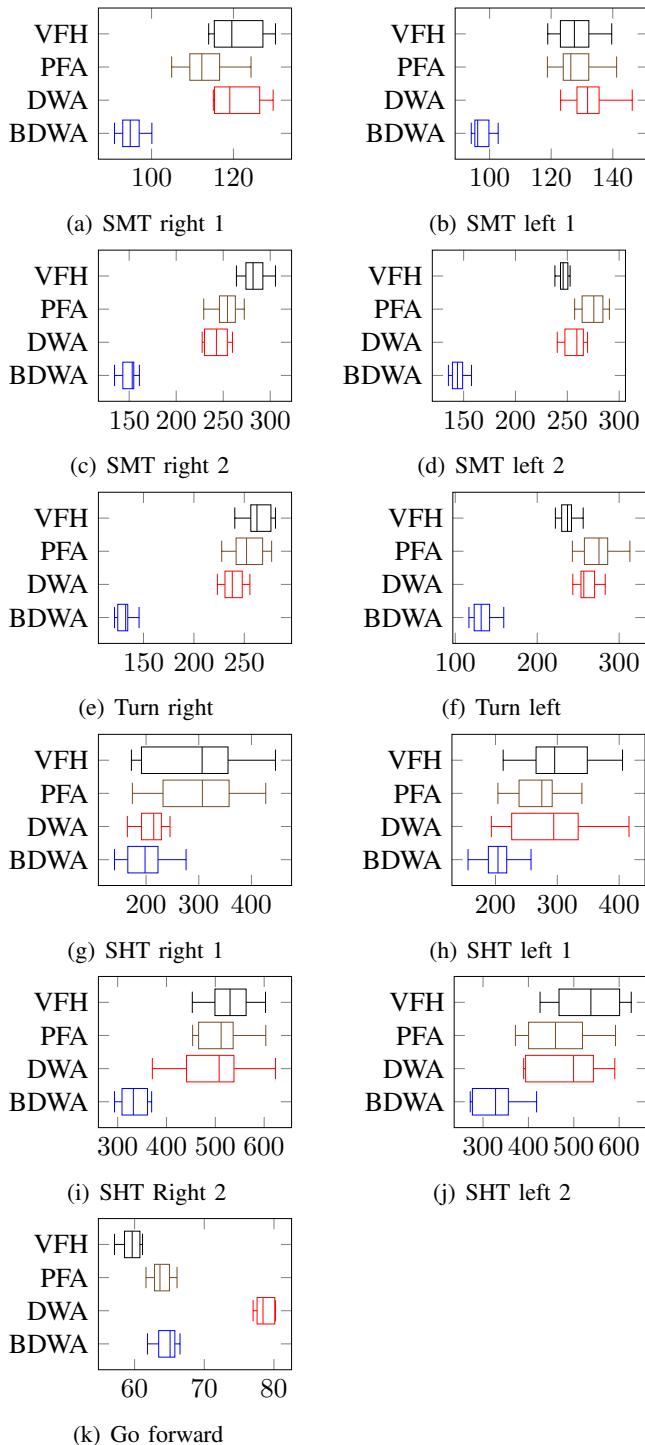 VFH
PFA
DWA
BDWA
100 120
(a) SMT right 1
VFH
PFA
DWA
BDWA
100 120 140
(b) SMT left 1
VFH
PFA
DWA
BDWA
150 200 250 300
(c) SMT right 2
VFH
PFA
DWA
BDWA
150 200 250 300
(d) SMT left 2
VFH
PFA
DWA
BDWA
150 200 250
(e) Turn right
VFH
PFA
DWA
BDWA
100 200 300
(f) Turn left
VFH
PFA
DWA
BDWA
200 300 400
(g) SHT right 1
VFH
PFA
DWA
BDWA
200 300 400
(h) SHT left 1
VFH
PFA
DWA
BDWA
300 400 500 600
(i) SHT Right 2
VFH
PFA
DWA
BDWA
300 400 500 600
(j) SHT left 2
VFH
PFA
DWA
BDWA
60 70 80
(k) Go forward